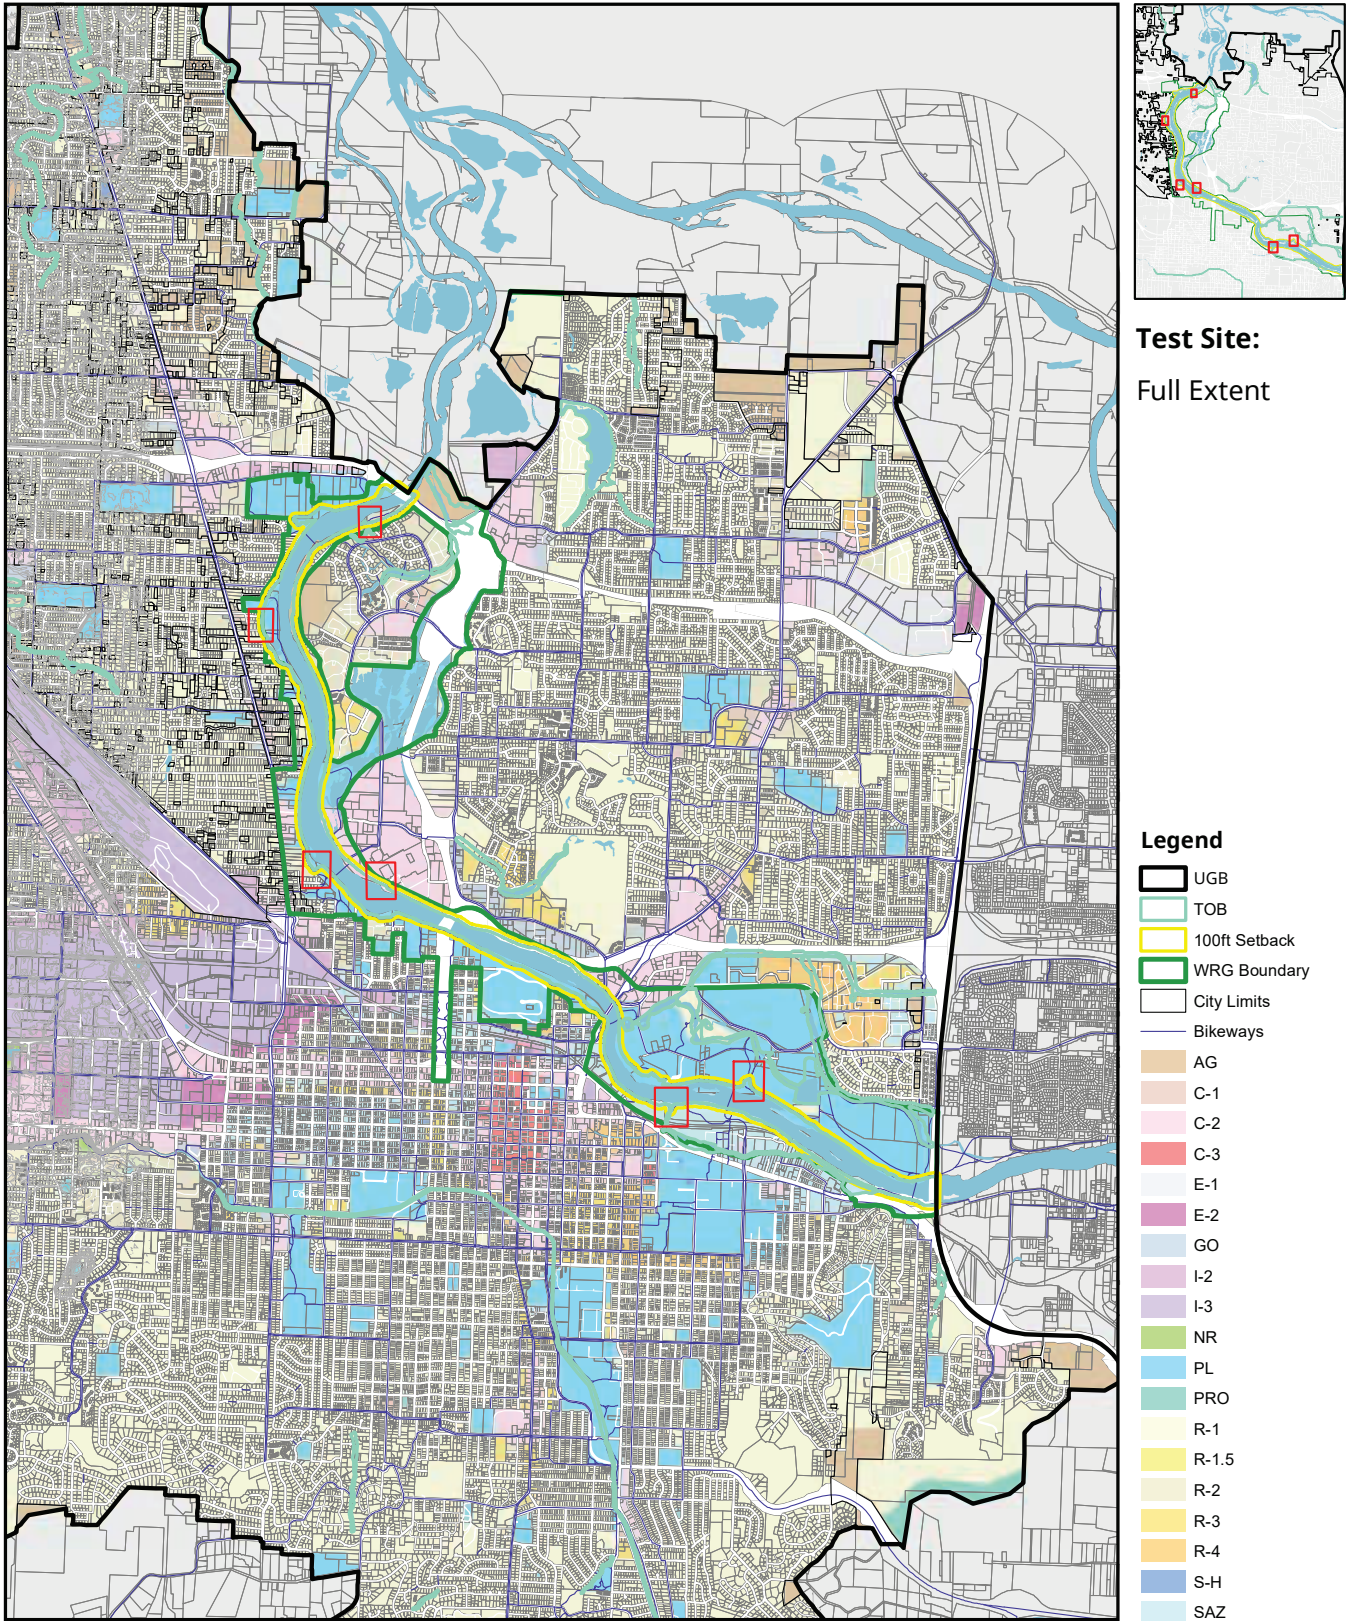 Test Site:
Full Extent
Legend
UGB
TOB
100ft Setback
WRG Boundary
City Limits
Bikeways
AG
C-1
C-2
C-3
E-1
E-2
GO
I-2
I-3
NR
PL
PRO
R-1
R-1.5
R-2
R-3
R-4
S-H
SAZ